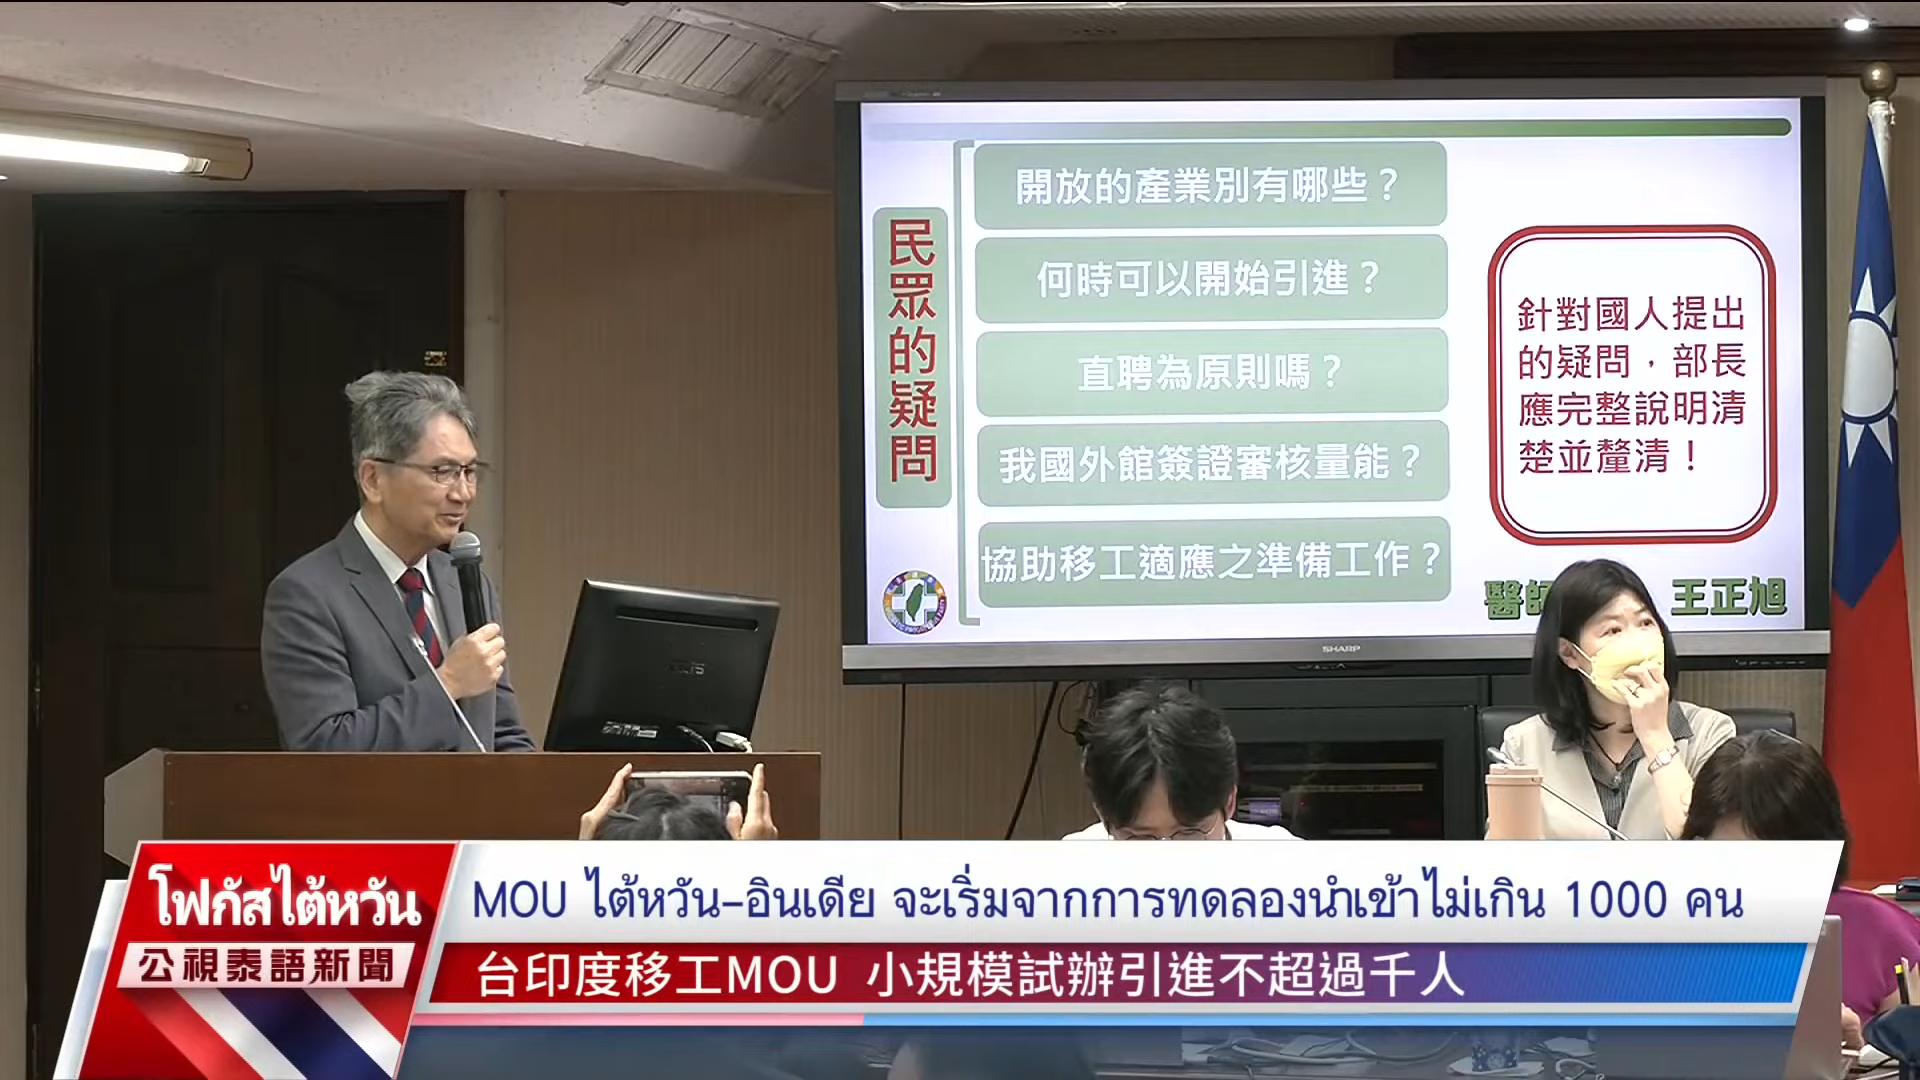 民眾的疑問
開放的產業別有哪些？
何時可以開始引進？
直聘為原則嗎？
我國外館簽證審核量能？
協助移工適應之準備工作？
針對國人提出
的疑問，部長
應完整說明清
楚並釐清！
醫師
王正旭
SHARP
โฟกัสไต้หวัน
公視泰語新聞
MOU ไต้หวัน-อินเดีย จะเริ่มจากการทดลองนำเข้าไม่เกิน 1000 คน
台印度移工MOU 小規模試辦引進不超過千人